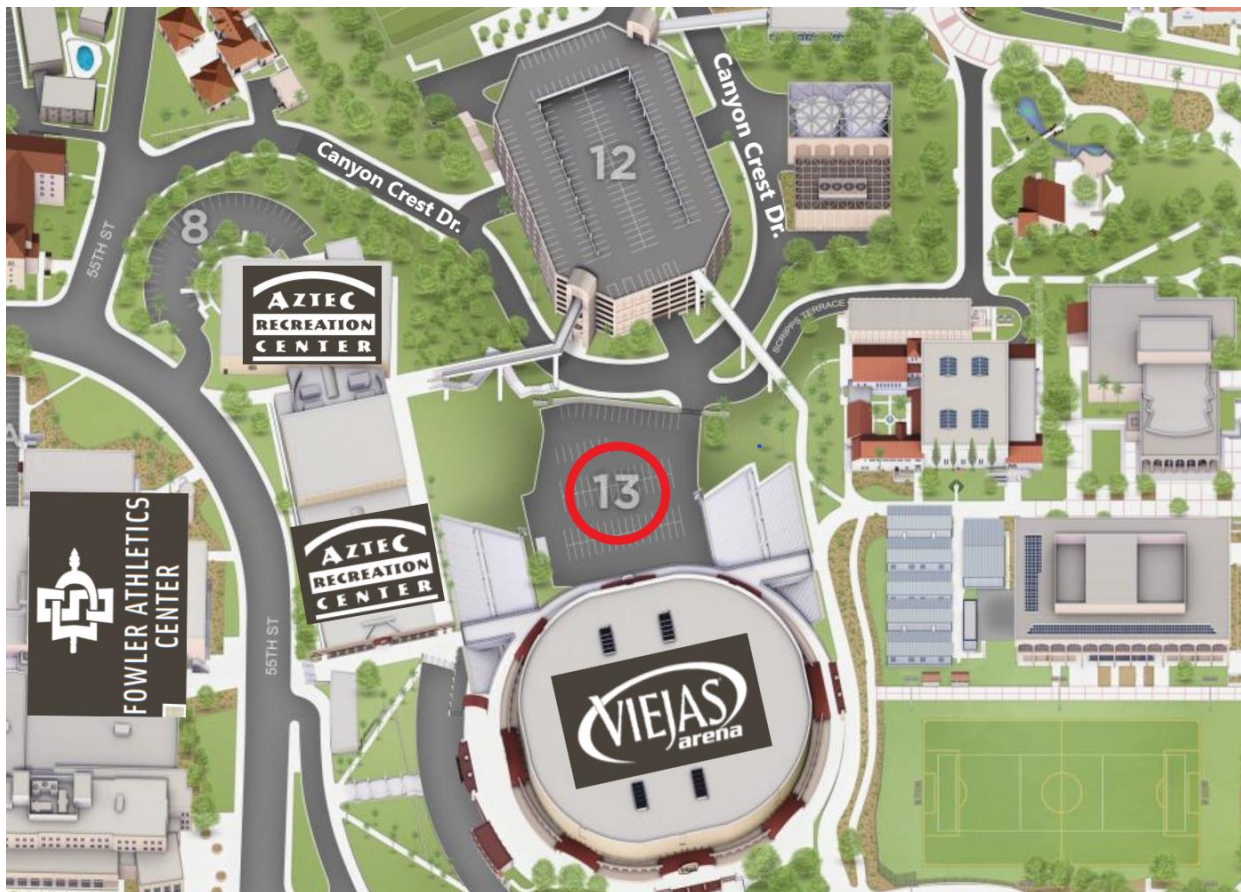 Canyon Crest Dr.
12
Canyon Crest Dr.
8
55TH ST
AZTEC
RECREATION
CENTER
SCRIPPS TERRACE
13
FOWLER ATHLETICS
CENTER
AZTEC
RECREATION
CENTER
55TH ST
VIEJAS
arena